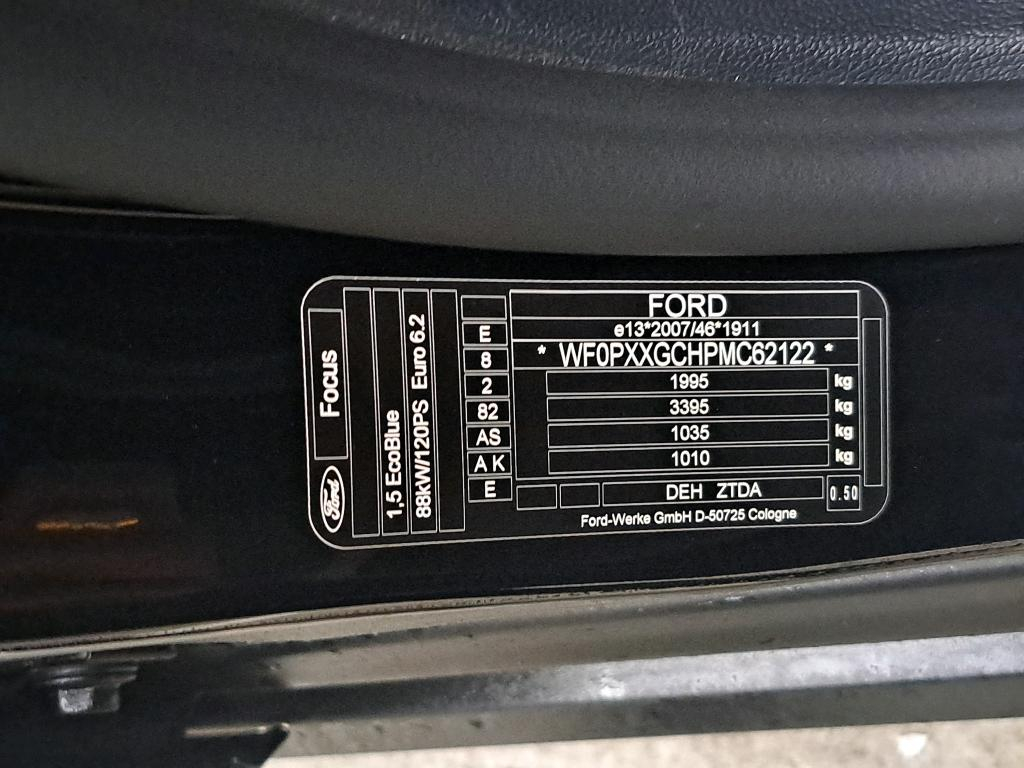 Ford
Focus
1,5 EcoBlue
88kW/120PS Euro 6.2
E
8
2
82
AS
A K
E
FORD
e13*2007/46*1911
* WF0PXXGCHPMC62122 *
1995 kg
3395 kg
1035 kg
1010 kg
DEH ZTDA
0.50
Ford-Werke GmbH D-50725 Cologne